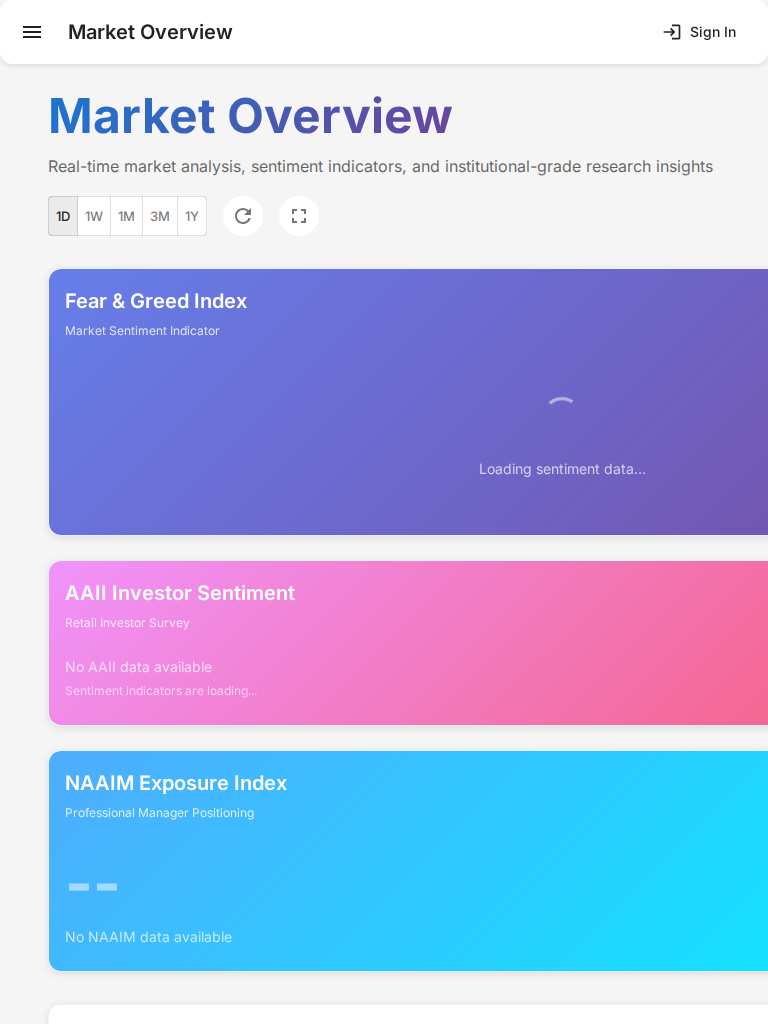 Market Overview
Sign In
Market Overview
Real-time market analysis, sentiment indicators, and institutional-grade research insights
1D 1W 1M 3M 1Y
Fear & Greed Index
Market Sentiment Indicator
Loading sentiment data...
AAII Investor Sentiment
Retail Investor Survey
No AAII data available
Sentiment indicators are loading...
NAAIM Exposure Index
Professional Manager Positioning
--
No NAAIM data available